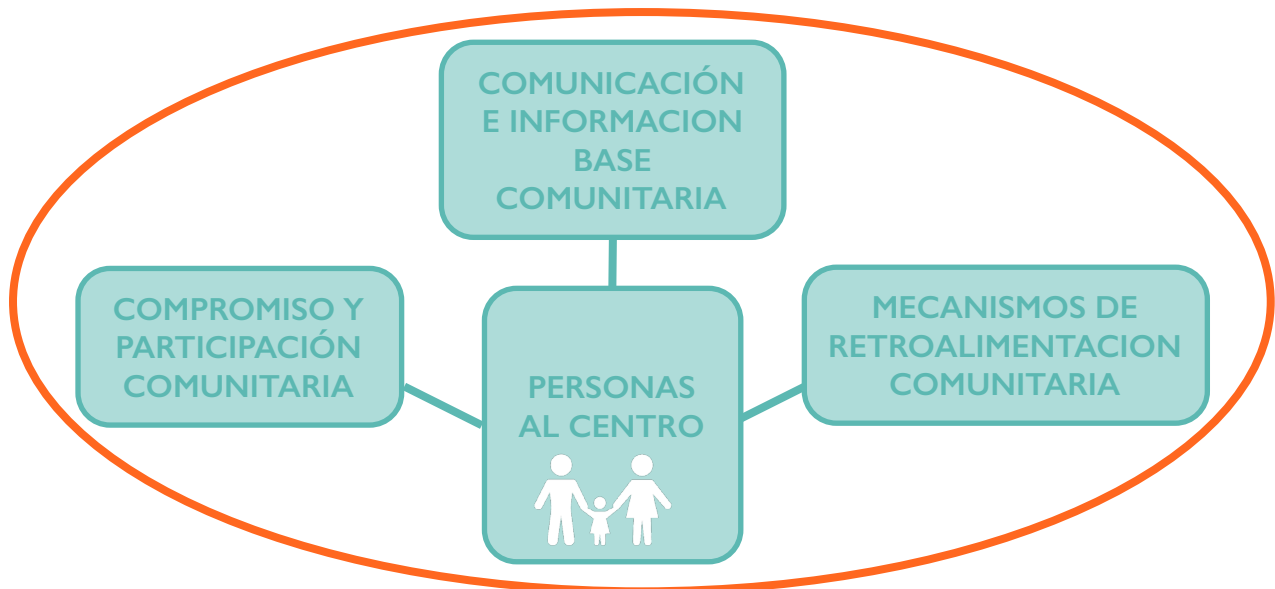 COMUNICACIÓN
E INFORMACION
BASE
COMUNITARIA
COMPROMISO Y
PARTICIPACIÓN
COMUNITARIA
MECANISMOS DE
RETROALIMENTACION
COMUNITARIA
PERSONAS
AL CENTRO